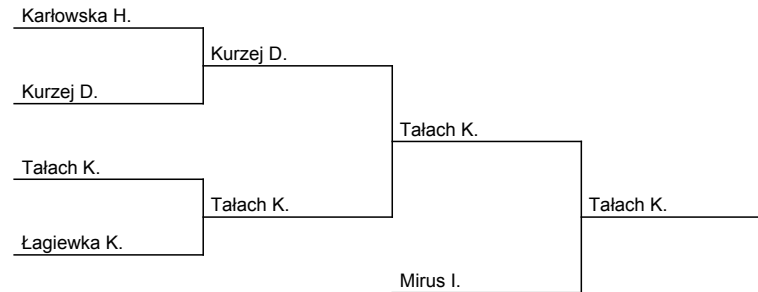 Karłowska H.
Kurzej D.
Kurzej D.
Tałach K.
Tałach K.
Tałach K.
Tałach K.
Łagiewka K.
Mirus I.